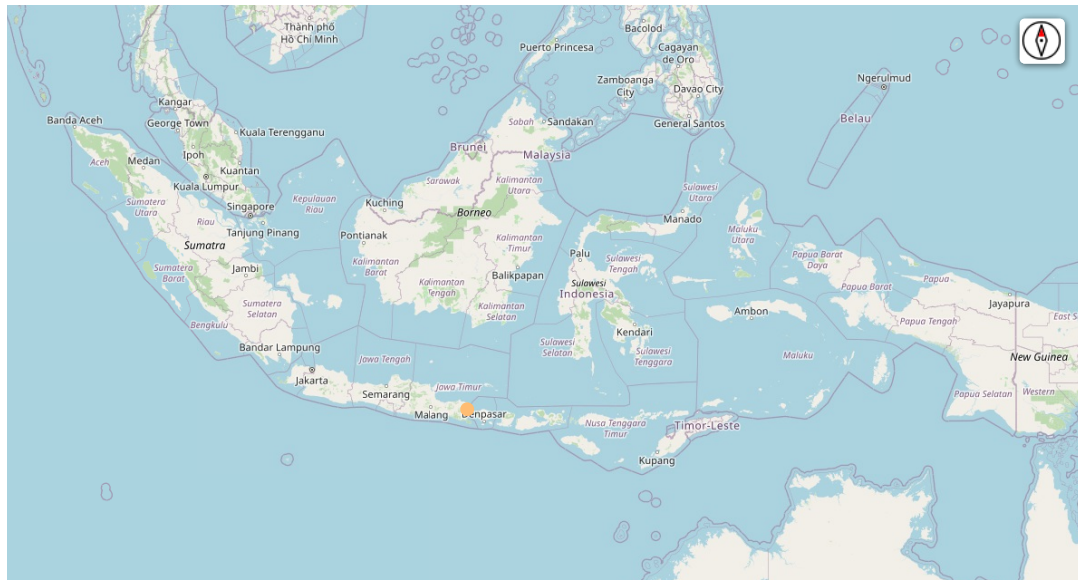 Thành phố
Hồ Chí Minh
Bacolod
Puerto Princesa
Cagayan
de Oro
Zamboanga
City
Davao City
General Santos
Ngerulmud
Belau
Kangar
George Town
Kuala Terengganu
Banda Aceh
Ipoh
Aceh
Medan
Kuantan
Kuala Lumpur
Sumatera
Utara
Riau
Singapore
Kepulauan
Riau
Tanjung Pinang
Sumatra
Sumatera
Barat
Jambi
Sumatera
Selatan
Bengkulu
Bandar Lampung
Jakarta
Sabah
Sandakan
Brunei
Malaysia
Sarawak
Kalimantan
Utara
Kuching
Borneo
Pontianak
Kalimantan
Timur
Kalimantan
Barat
Kalimantan
Tengah
Balikpapan
Kalimantan
Selatan
Sulawesi
Utara
Manado
Maluku
Utara
Palu
Sulawesi
Tengah
Sulawesi
Indonesia
Kendari
Sulawesi
Selatan
Sulawesi
Tenggara
Ambon
Maluku
Papua Barat
Daya
Papua Barat
Papua
Jayapura
Papua Tengah
East S
New Guinea
Papua Selatan
Western
Jawa Tengah
Semarang
Jawa Timur
Malang
Denpasar
Nusa Tenggara
Timur
Timor-Leste
Kupang